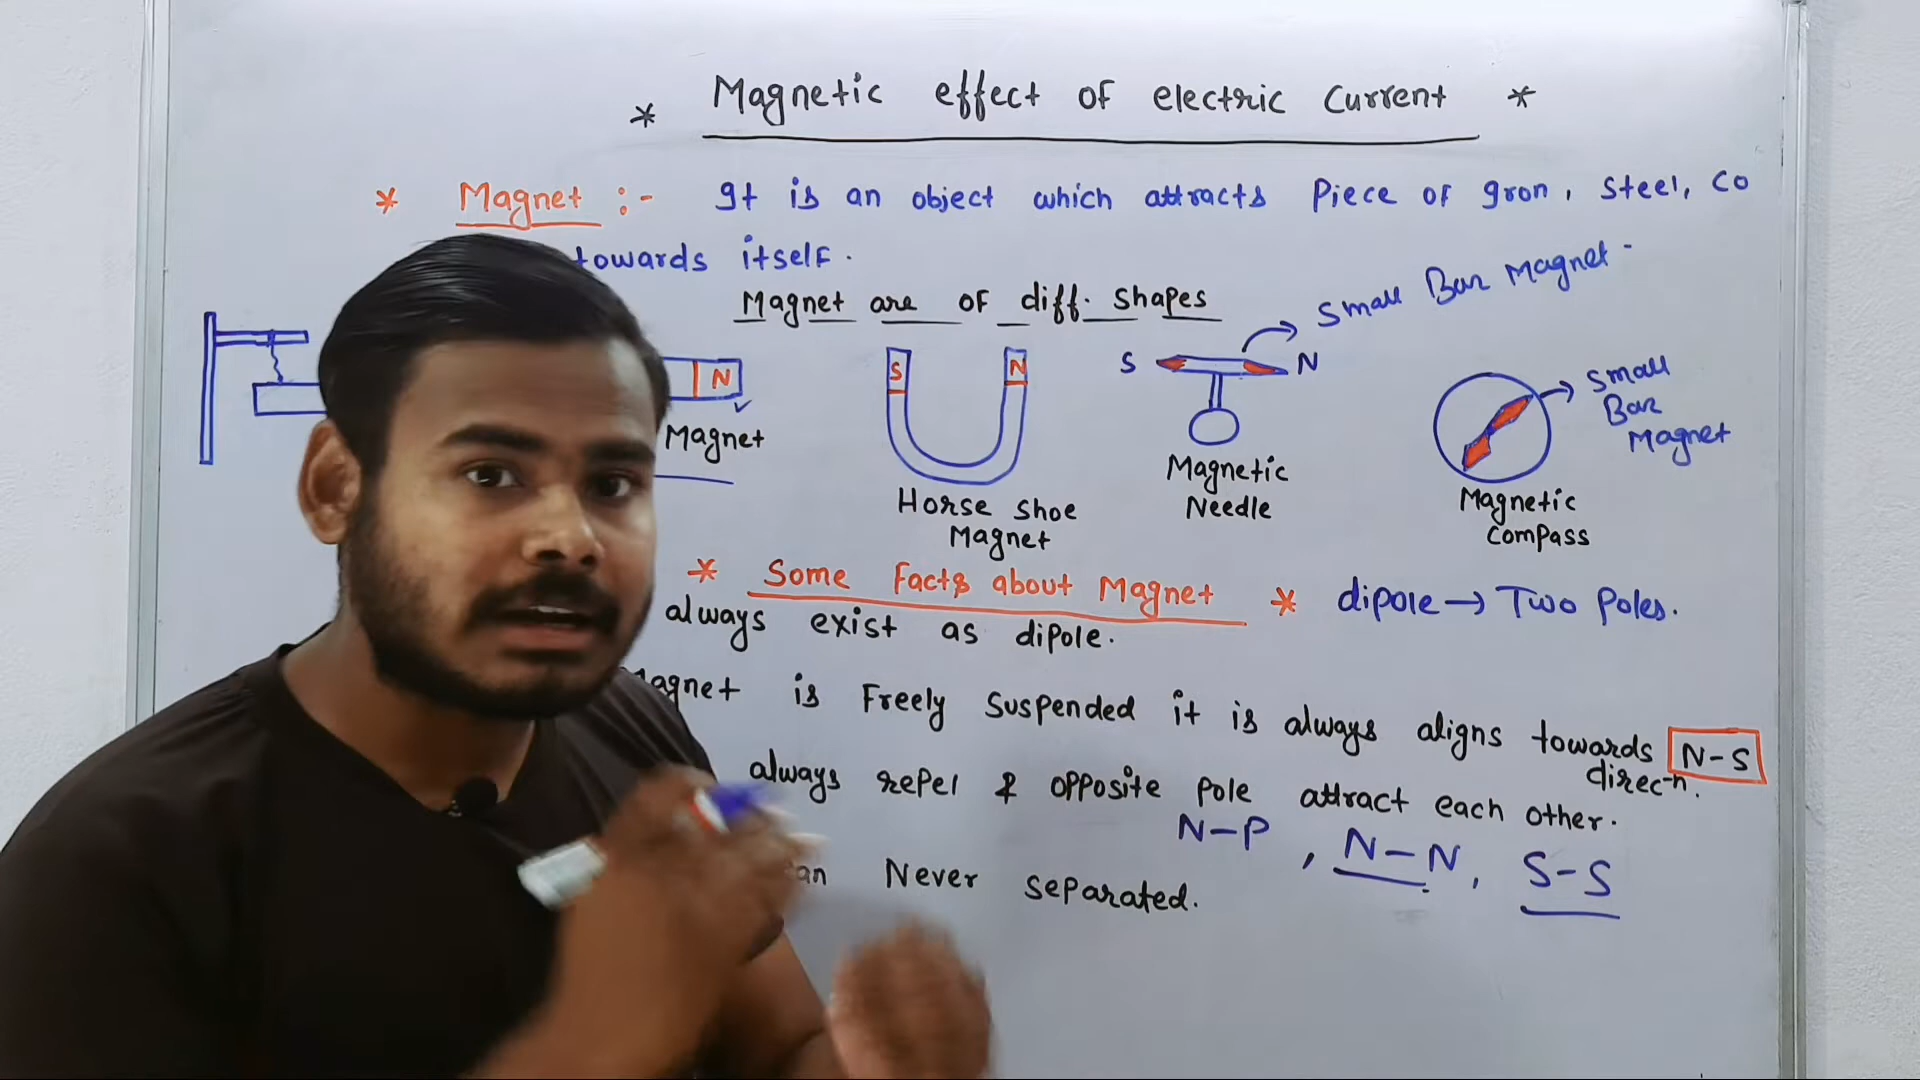 * Magnetic effect of electric Current *
* Magnet :- It is an object which attracts Piece of Iron, Steel, Co
towards itself.
Magnet are of diff. shapes
Small Bar Magnet
N
Magnet
S N
Horse shoe
Magnet
S N
Magnetic
Needle
Small
Bar
Magnet
Magnetic
Compass
* Some Facts about Magnet * dipole → Two Poles.
always exist as dipole.
agnet is Freely Suspended it is always aligns towards N-S
direcn.
always repel & opposite pole attract each other.
N-P, N-N, S-S
an Never separated.